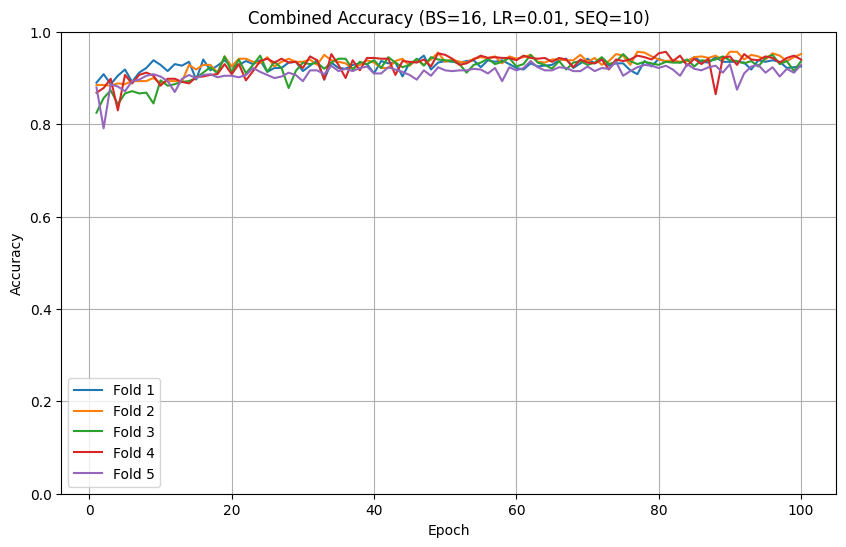 Combined Accuracy (BS=16, LR=0.01, SEQ=10)
1.0
0.8
0.6
0.4
0.2
0.0
Accuracy
Fold 1
Fold 2
Fold 3
Fold 4
Fold 5
0 20 40 60 80 100
Epoch